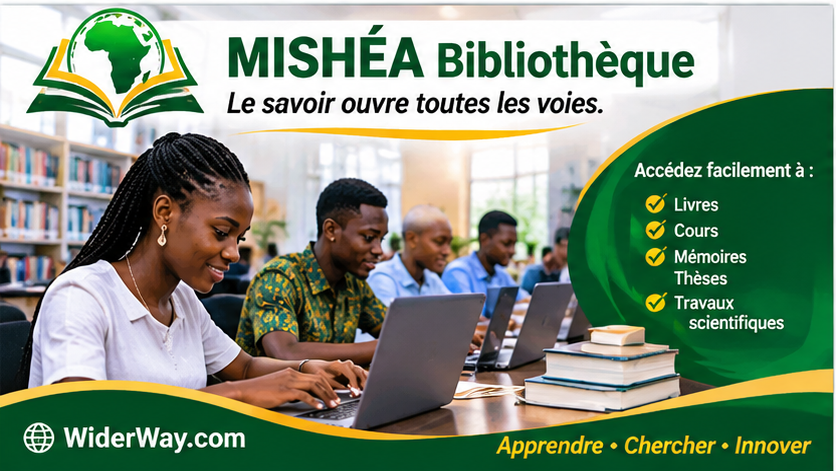 MISHÉA Bibliothèque
Le savoir ouvre toutes les voies.
Accédez facilement à :
Livres
Cours
Mémoires
Thèses
Travaux
scientifiques
WiderWay.com
Apprendre • Chercher • Innover